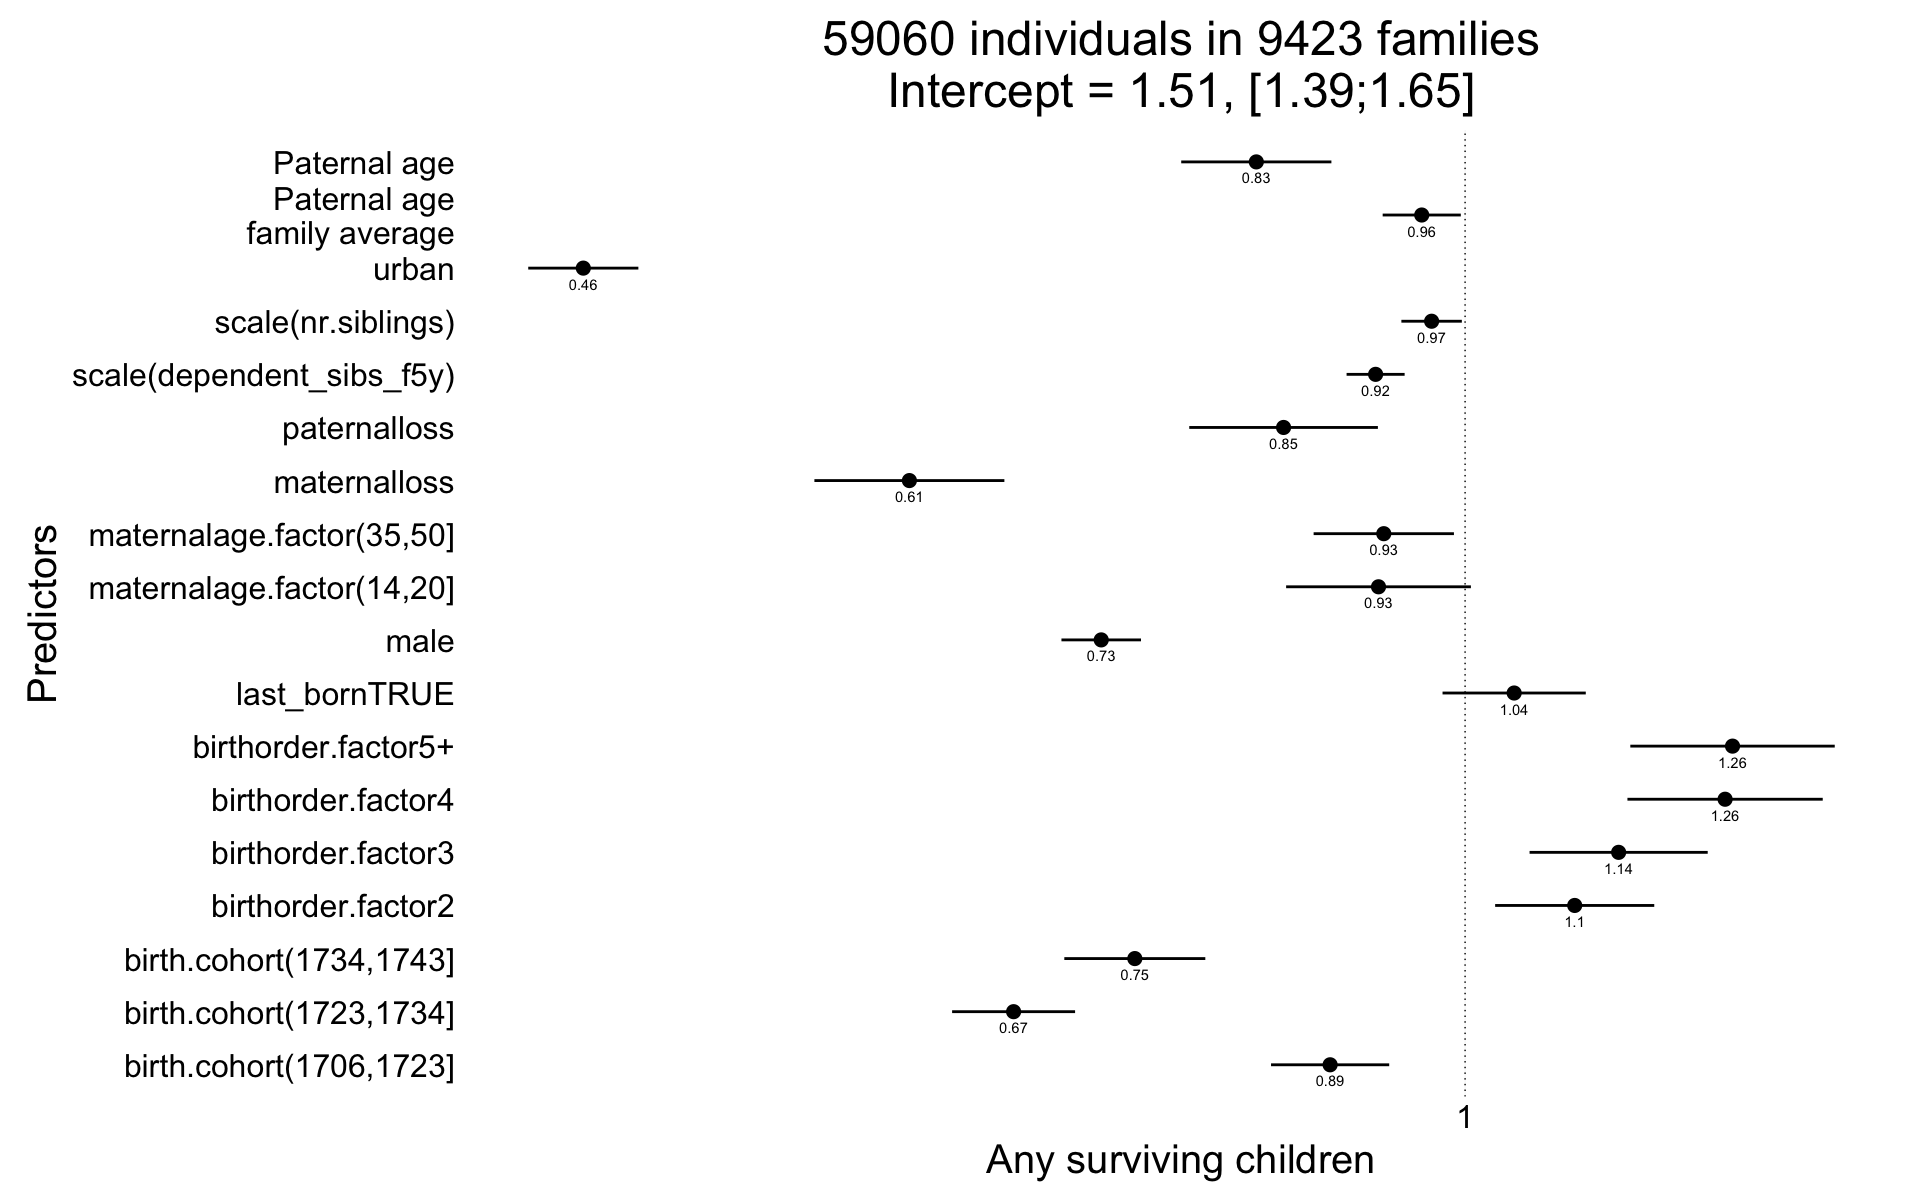 59060 individuals in 9423 families
Intercept = 1.51, [1.39;1.65]
Predictors
Paternal age
0.83
Paternal age
family average
0.96
urban
0.46
scale(nr.siblings)
0.97
scale(dependent_sibs_f5y)
0.92
paternalloss
0.85
maternalloss
0.61
maternalage.factor(35,50]
0.93
maternalage.factor(14,20]
0.93
male
0.73
last_bornTRUE
1.04
birthorder.factor5+
1.26
birthorder.factor4
1.26
birthorder.factor3
1.14
birthorder.factor2
1.1
birth.cohort(1734,1743]
0.75
birth.cohort(1723,1734]
0.67
birth.cohort(1706,1723]
0.89
1
Any surviving children